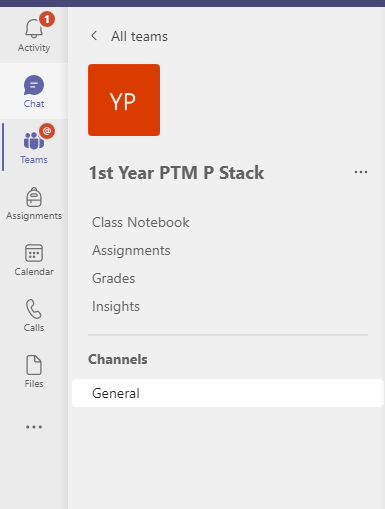 1
Activity
Chat
@
Teams
Assignments
Calendar
Calls
Files
All teams
YP
1st Year PTM P Stack
Class Notebook
Assignments
Grades
Insights
Channels
General